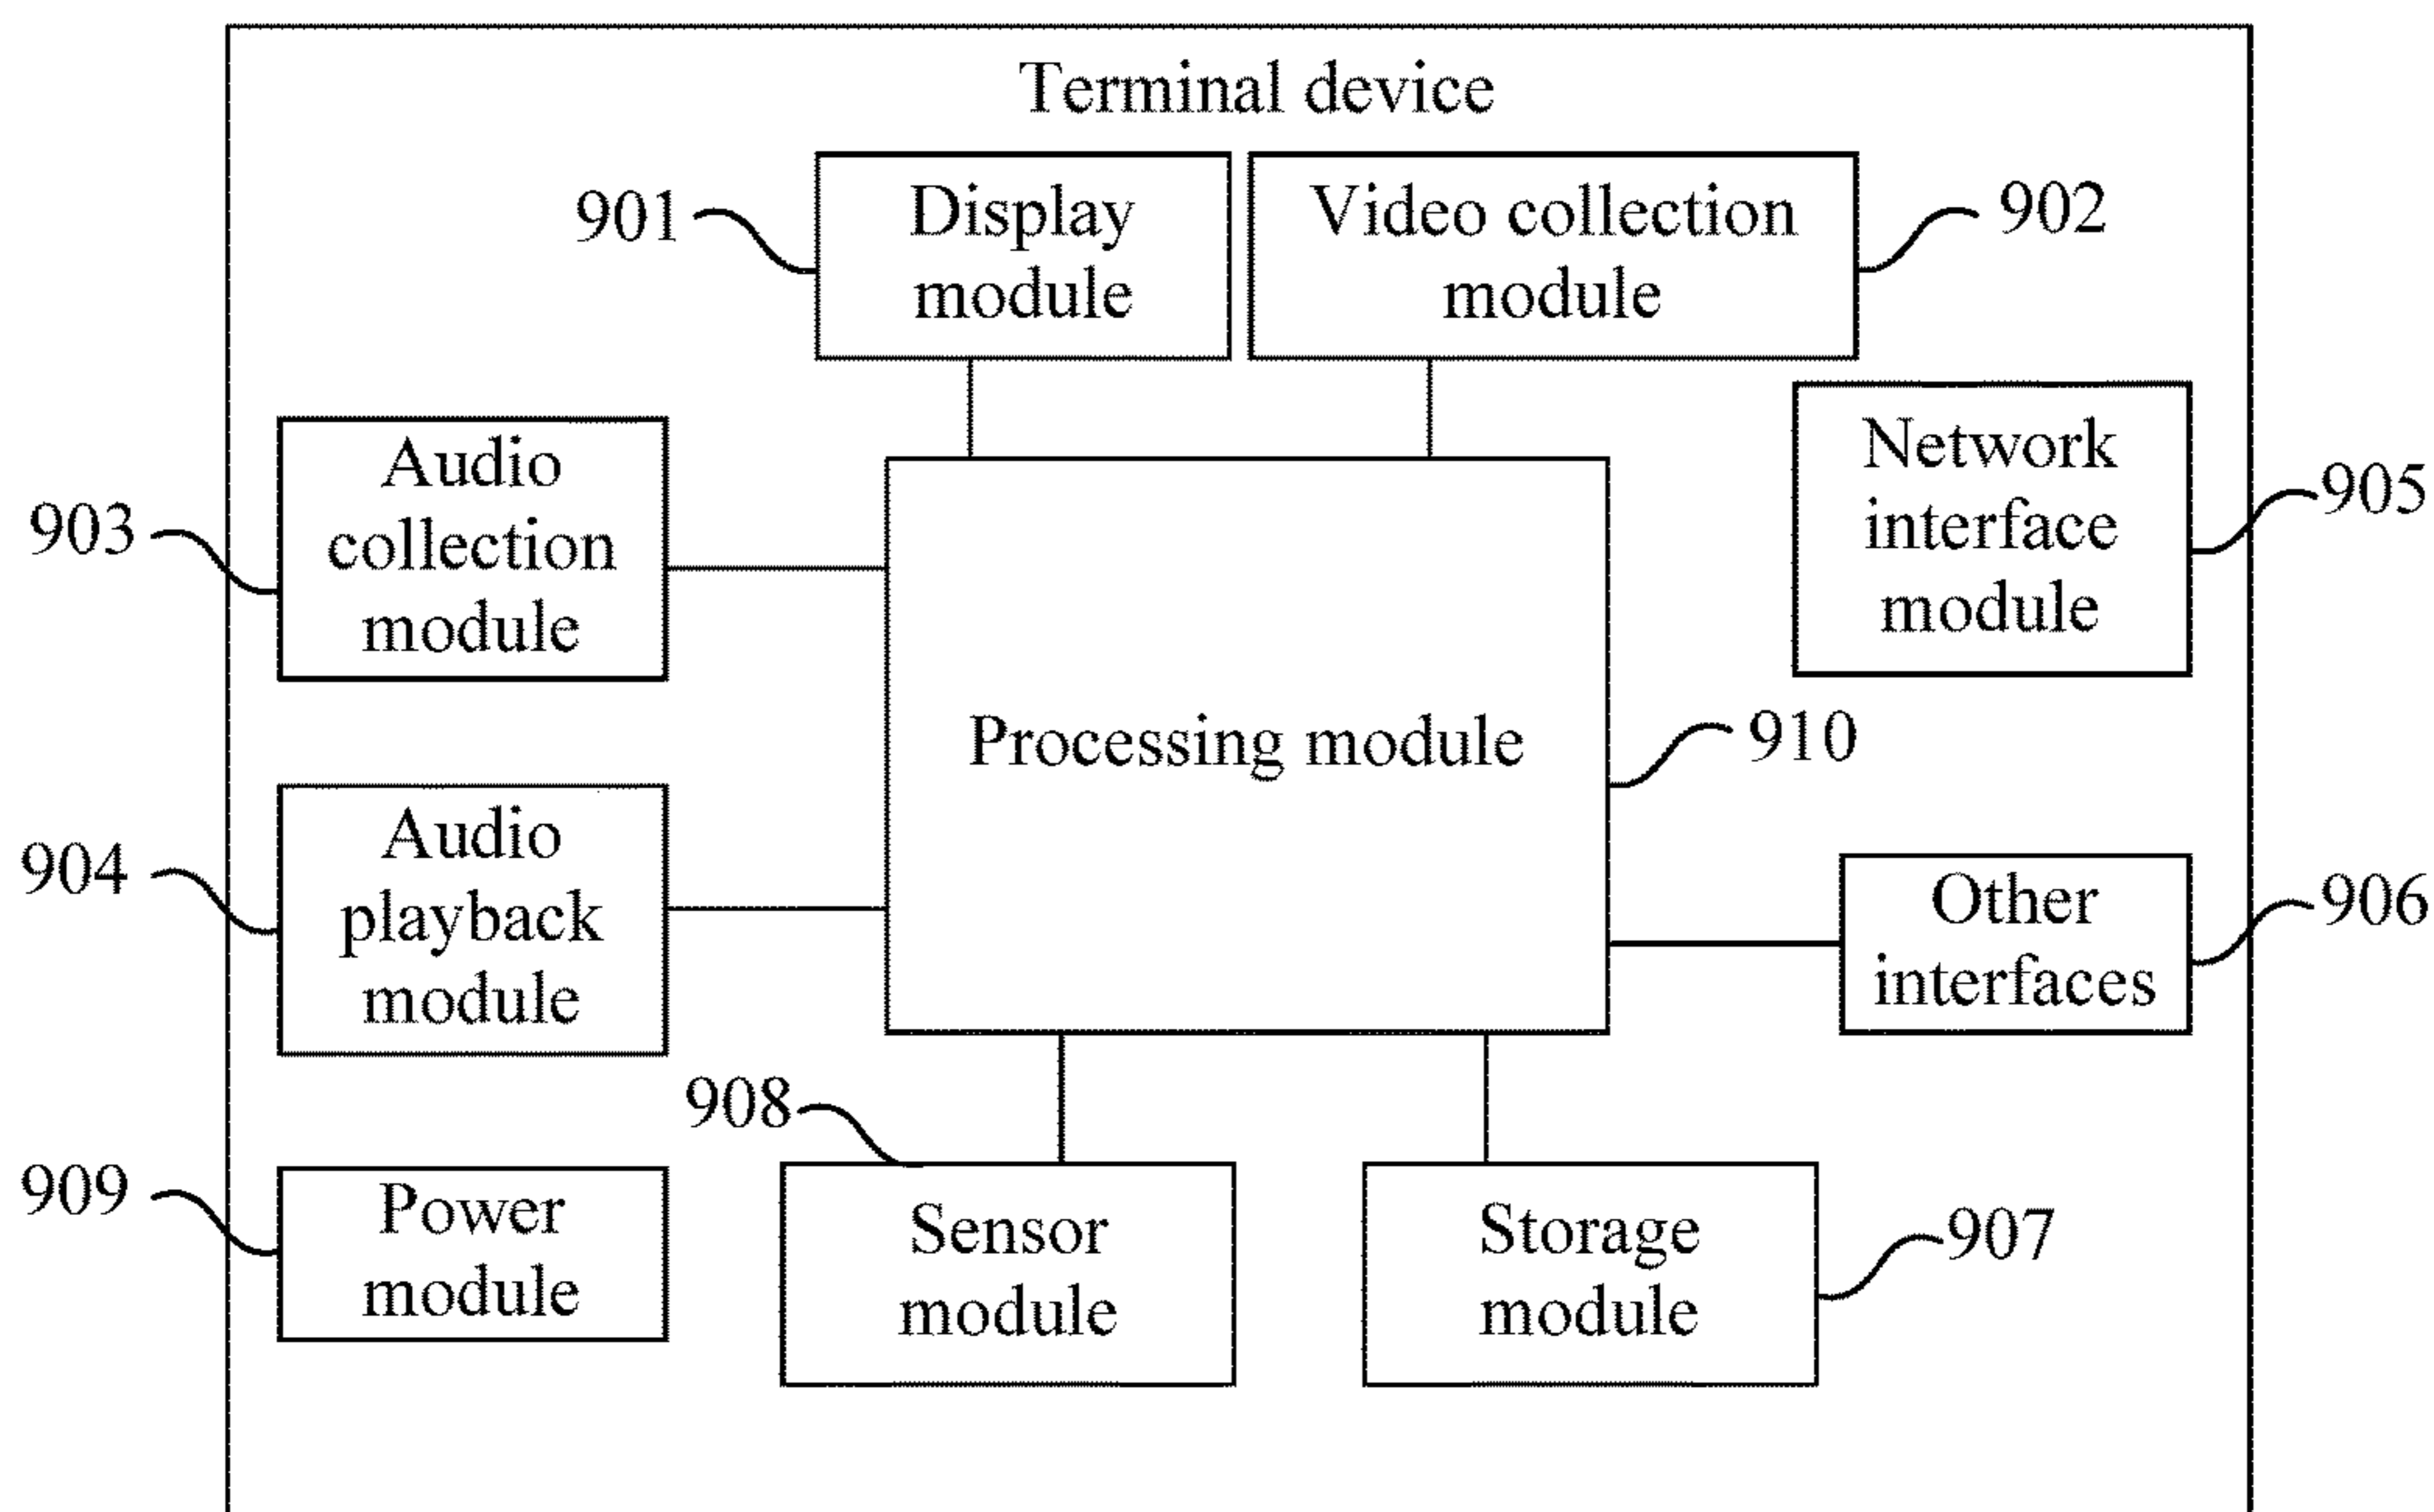 Terminal device
901
Display
module
Video collection
module
902
903
Audio
collection
module
Network
interface
module
905
Processing module
910
904
Audio
playback
module
Other
interfaces
906
908
909
Power
module
Sensor
module
Storage
module
907